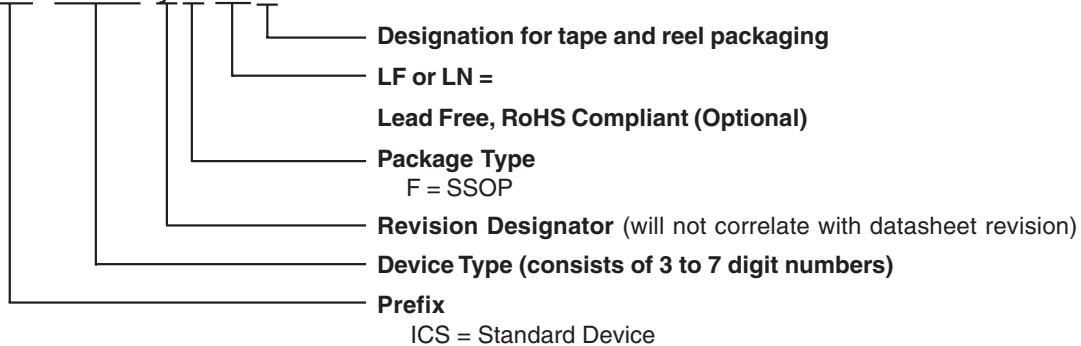 Designation for tape and reel packaging
LF or LN =
Lead Free, RoHS Compliant (Optional)
Package Type
F = SSOP
Revision Designator (will not correlate with datasheet revision)
Device Type (consists of 3 to 7 digit numbers)
Prefix
ICS = Standard Device